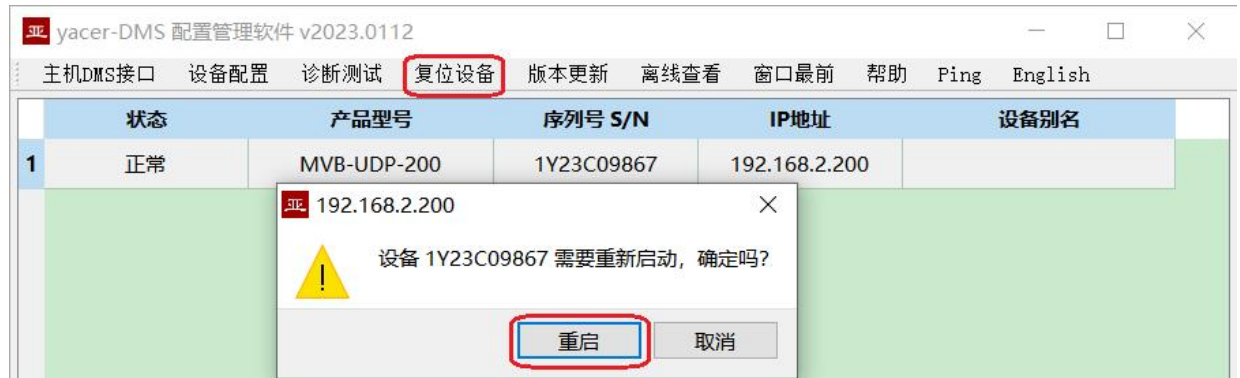 亚 yacer-DMS 配置管理软件 v2023.0112
主机DMS接口 设备配置 诊断测试 复位设备 版本更新 离线查看 窗口最前 帮助 Ping English
状态 产品型号 序列号 S/N IP地址 设备别名
1 正常 MVB-UDP-200 1Y23C09867 192.168.2.200
亚 192.168.2.200
设备 1Y23C09867 需要重新启动，确定吗?
重启 取消